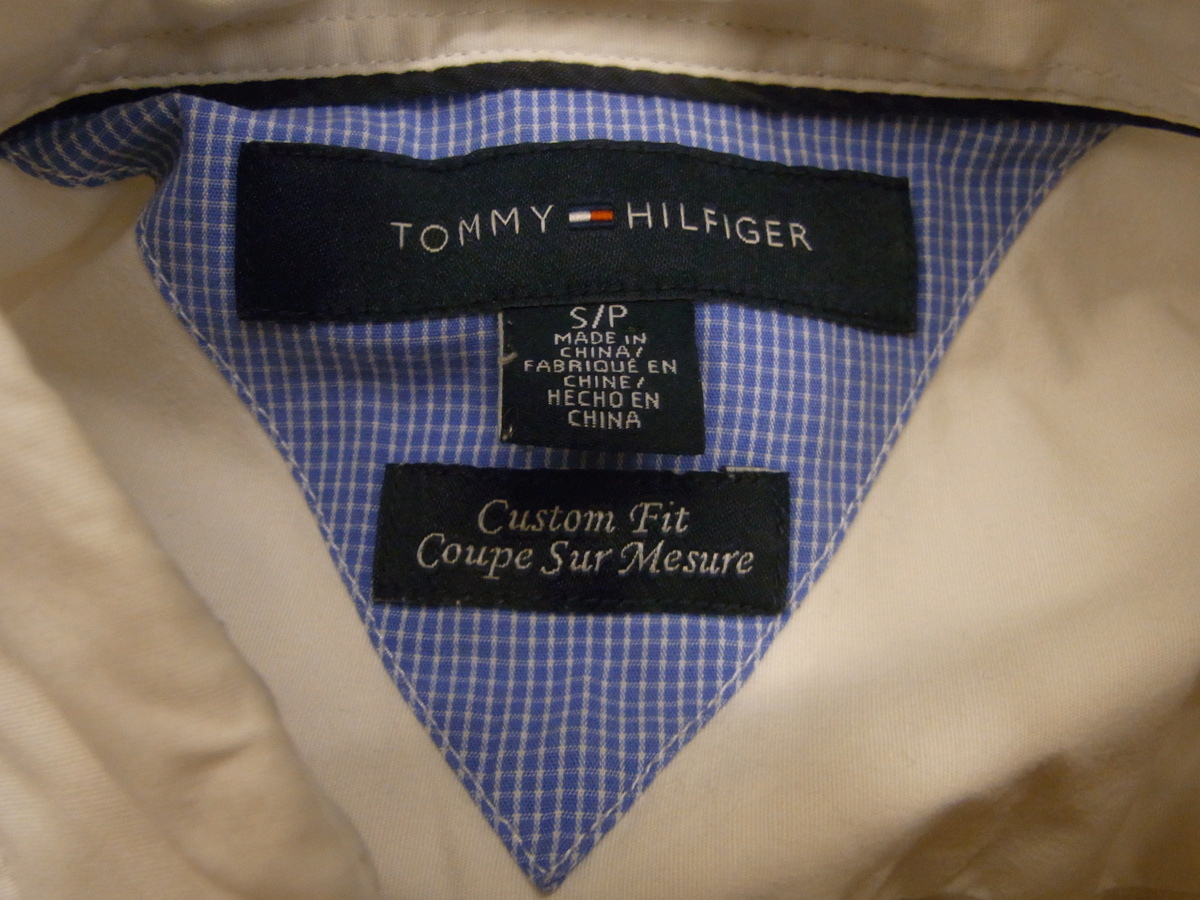 TOMMY HILFIGER
S/P
MADE IN
CHINA/
FABRIQUÉ EN
CHINE/
HECHO EN
CHINA
Custom Fit
Coupe Sur Mesure